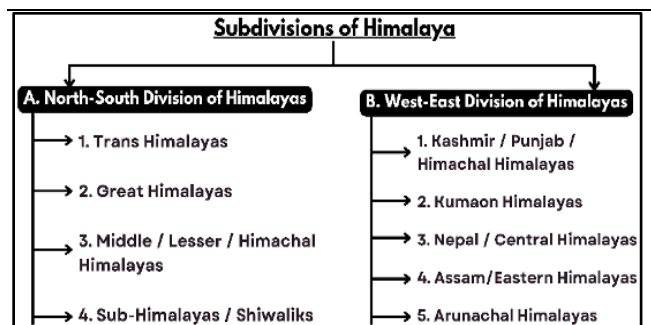 Subdivisions of Himalaya
A. North-South Division of Himalayas
1. Trans Himalayas
2. Great Himalayas
3. Middle / Lesser / Himachal
Himalayas
4. Sub-Himalayas / Shiwaliks
B. West-East Division of Himalayas
1. Kashmir / Punjab /
Himachal Himalayas
2. Kumaon Himalayas
3. Nepal / Central Himalayas
4. Assam/Eastern Himalayas
5. Arunachal Himalayas